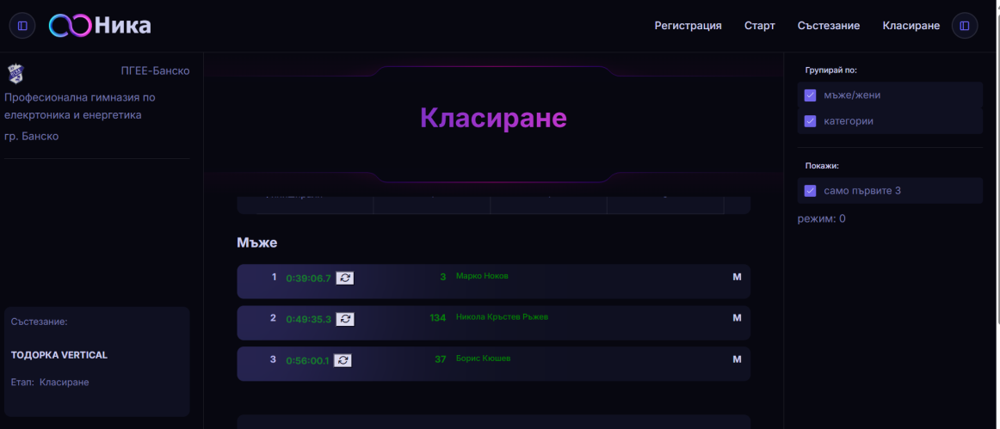 Ника
Регистрация
Старт
Състезание
Класиране
ПГЕЕ-Банско
Професионална гимназия по
електроника и енергетика
гр. Банско
Класиране
Мъже
1 0:39:06.7 3 Марко Ноков М
2 0:49:35.3 134 Никола Кръстев Ръжев М
3 0:56:00.1 37 Борис Кюшев М
Състезание:
ТОДОРКА VERTICAL
Етап: Класиране
Групирай по:
мъже/жени
категории
Покажи:
само първите 3
режим: 0